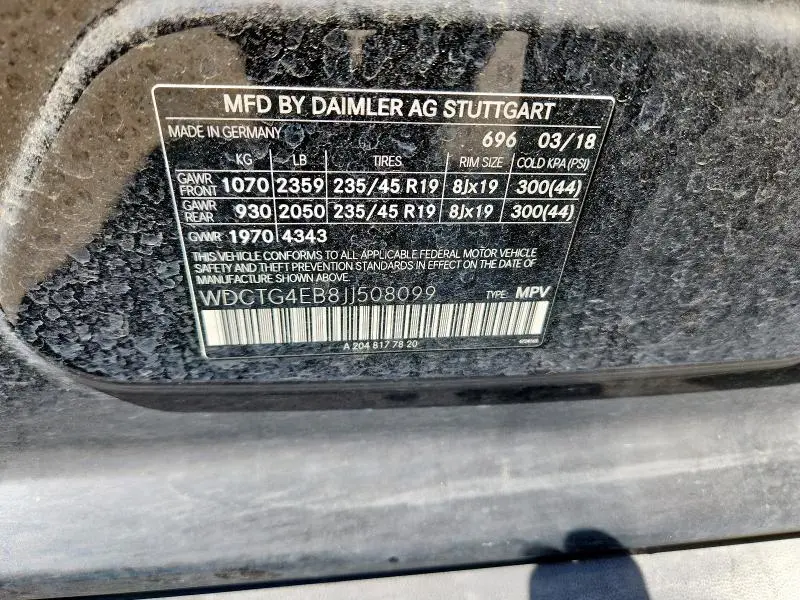 MFD BY DAIMLER AG STUTTGART
MADE IN GERMANY 696 03/18
KG LB TIRES RIM SIZE COLD KPA (PSI)
GAWR FRONT 1070 2359 235/45 R19 8Jx19 300(44)
GAWR REAR 930 2050 235/45 R19 8Jx19 300(44)
GVWR 1970 4343
THIS VEHICLE CONFORMS TO ALL APPLICABLE FEDERAL MOTOR VEHICLE
SAFETY AND THEFT PREVENTION STANDARDS IN EFFECT ON THE DATE OF
MANUFACTURE SHOWN ABOVE.
WDCTG4EB8JJ508099 TYPE: MPV
A 204 817 78 20